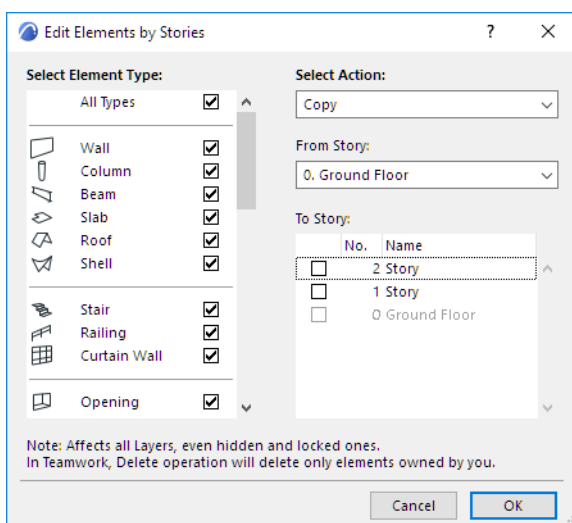 Edit Elements by Stories
? X
Select Element Type:
All Types
Wall
Column
Beam
Slab
Roof
Shell
Stair
Railing
Curtain Wall
Opening
Select Action:
Copy
From Story:
0. Ground Floor
To Story:
No. Name
2 Story
1 Story
0 Ground Floor
Note: Affects all Layers, even hidden and locked ones.
In Teamwork, Delete operation will delete only elements owned by you.
Cancel OK